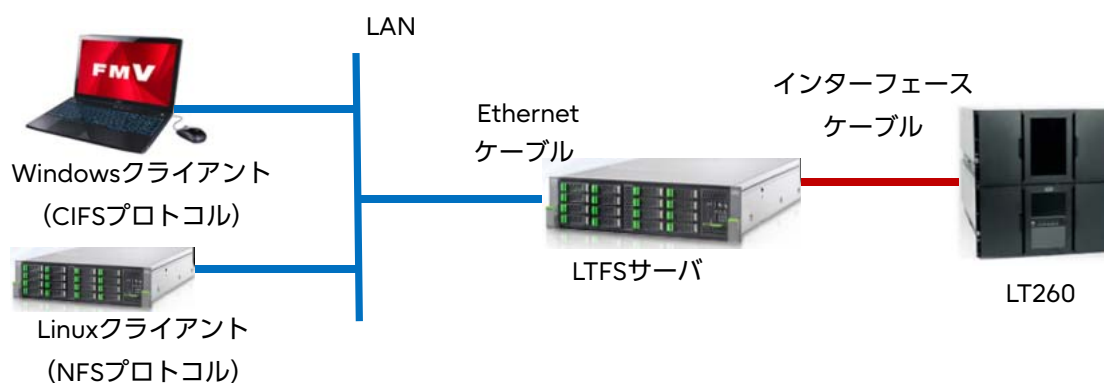 LAN
FMV
Windowsクライアント
（CIFSプロトコル）
Linuxクライアント
（NFSプロトコル）
Ethernet
ケーブル
LTFSサーバ
インターフェース
ケーブル
LT260